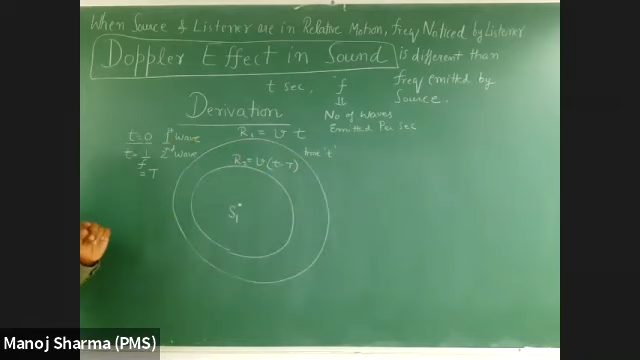 When Source & Listener are in Relative Motion, freq Noticed by Listener
Doppler Effect in Sound is different than
t sec, f freq emitted by
Source.
⇓
No of Waves
Emitted Per sec
Derivation
t=0 1st Wave R₁ = υ t
t=1/f 2nd Wave time 't'
= T
R₂=υ(t-T)
S₁
Manoj Sharma (PMS)